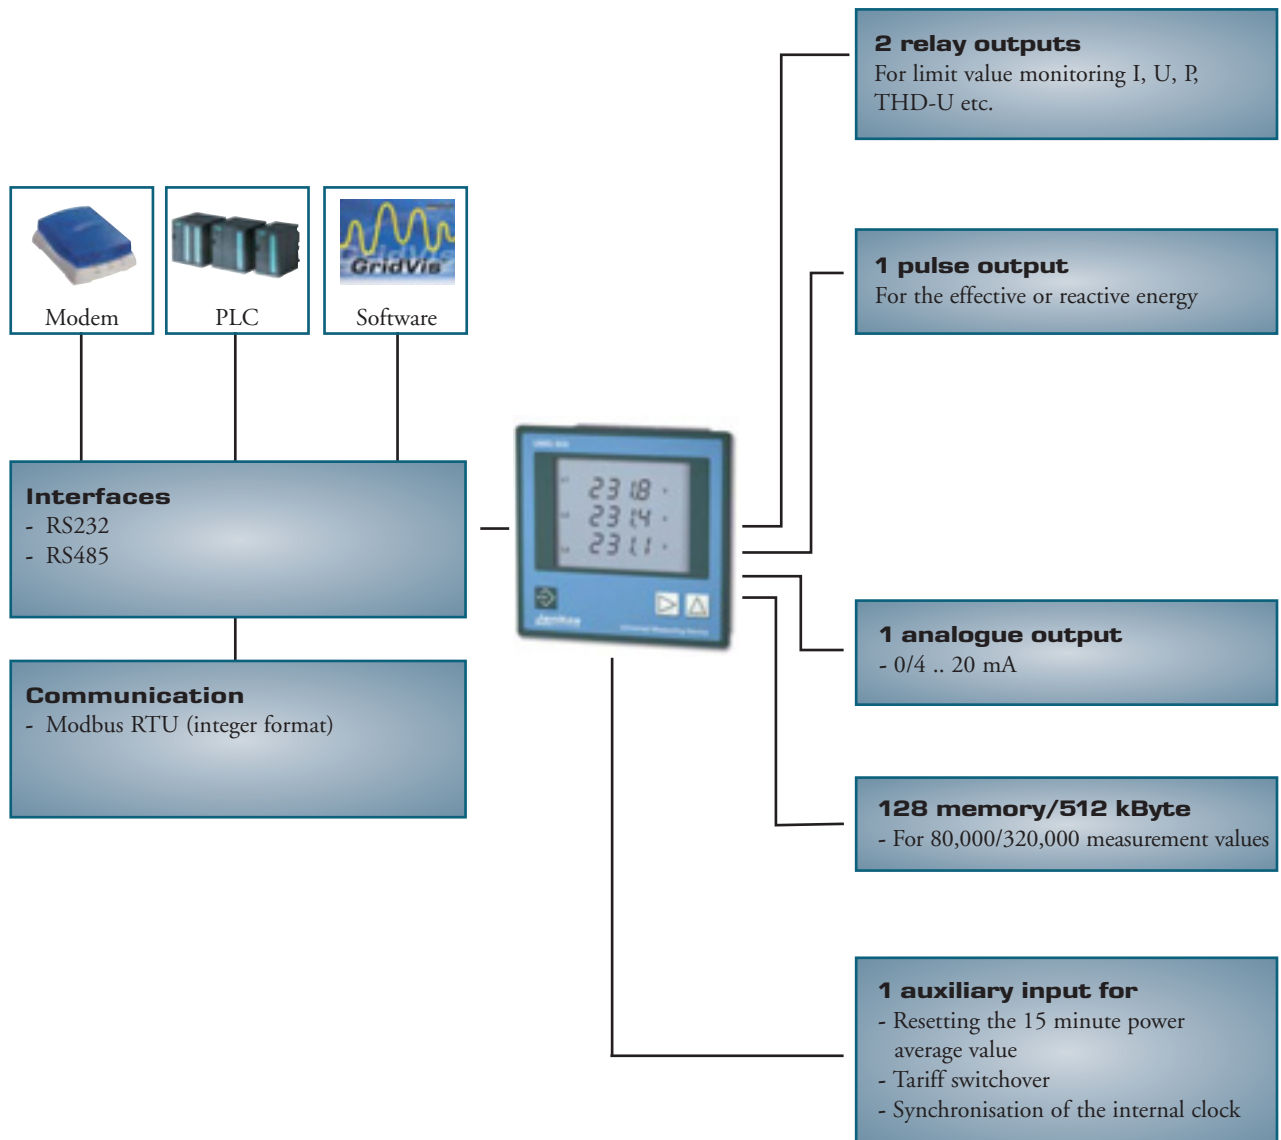 2 relay outputs
For limit value monitoring I, U, P,
THD-U etc.
Modem
PLC
GridVis
Software
1 pulse output
For the effective or reactive energy
Interfaces
- RS232
- RS485
231.8
231.4
231.1
Janitza
Communication
- Modbus RTU (integer format)
1 analogue output
- 0/4 .. 20 mA
128 memory/512 kByte
- For 80,000/320,000 measurement values
1 auxiliary input for
- Resetting the 15 minute power
average value
- Tariff switchover
- Synchronisation of the internal clock